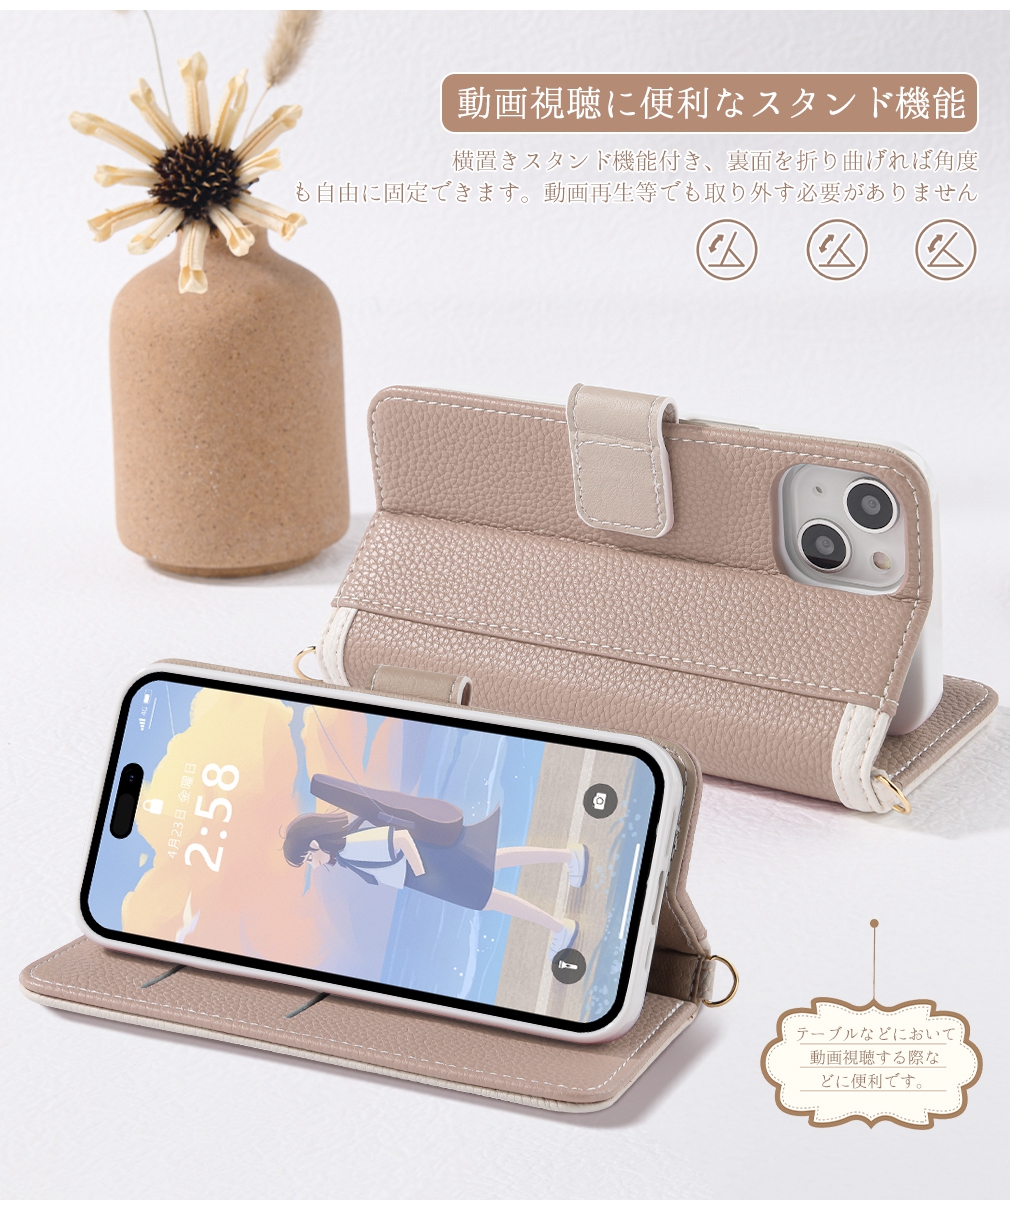 動画視聴に便利なスタンド機能
横置きスタンド機能付き、裏面を折り曲げれば角度
も自由に固定できます。動画再生等でも取り外す必要がありません
4G
4月23日 金曜日
2:58
テーブルなどにおいて
動画視聴する際な
どに便利です。